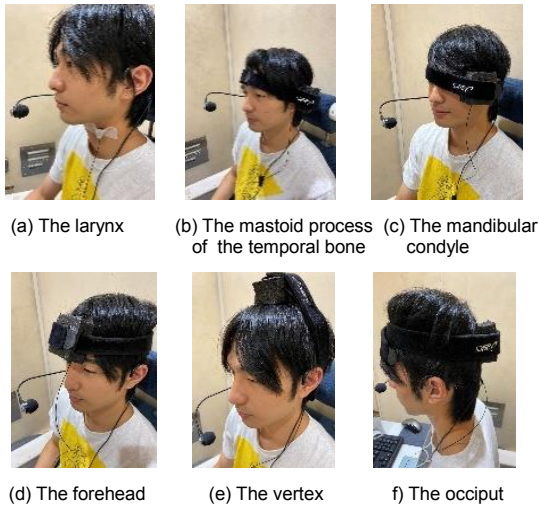 (a) The larynx
(b) The mastoid process
of the temporal bone
(c) The mandibular
condyle
(d) The forehead
(e) The vertex
f) The occiput